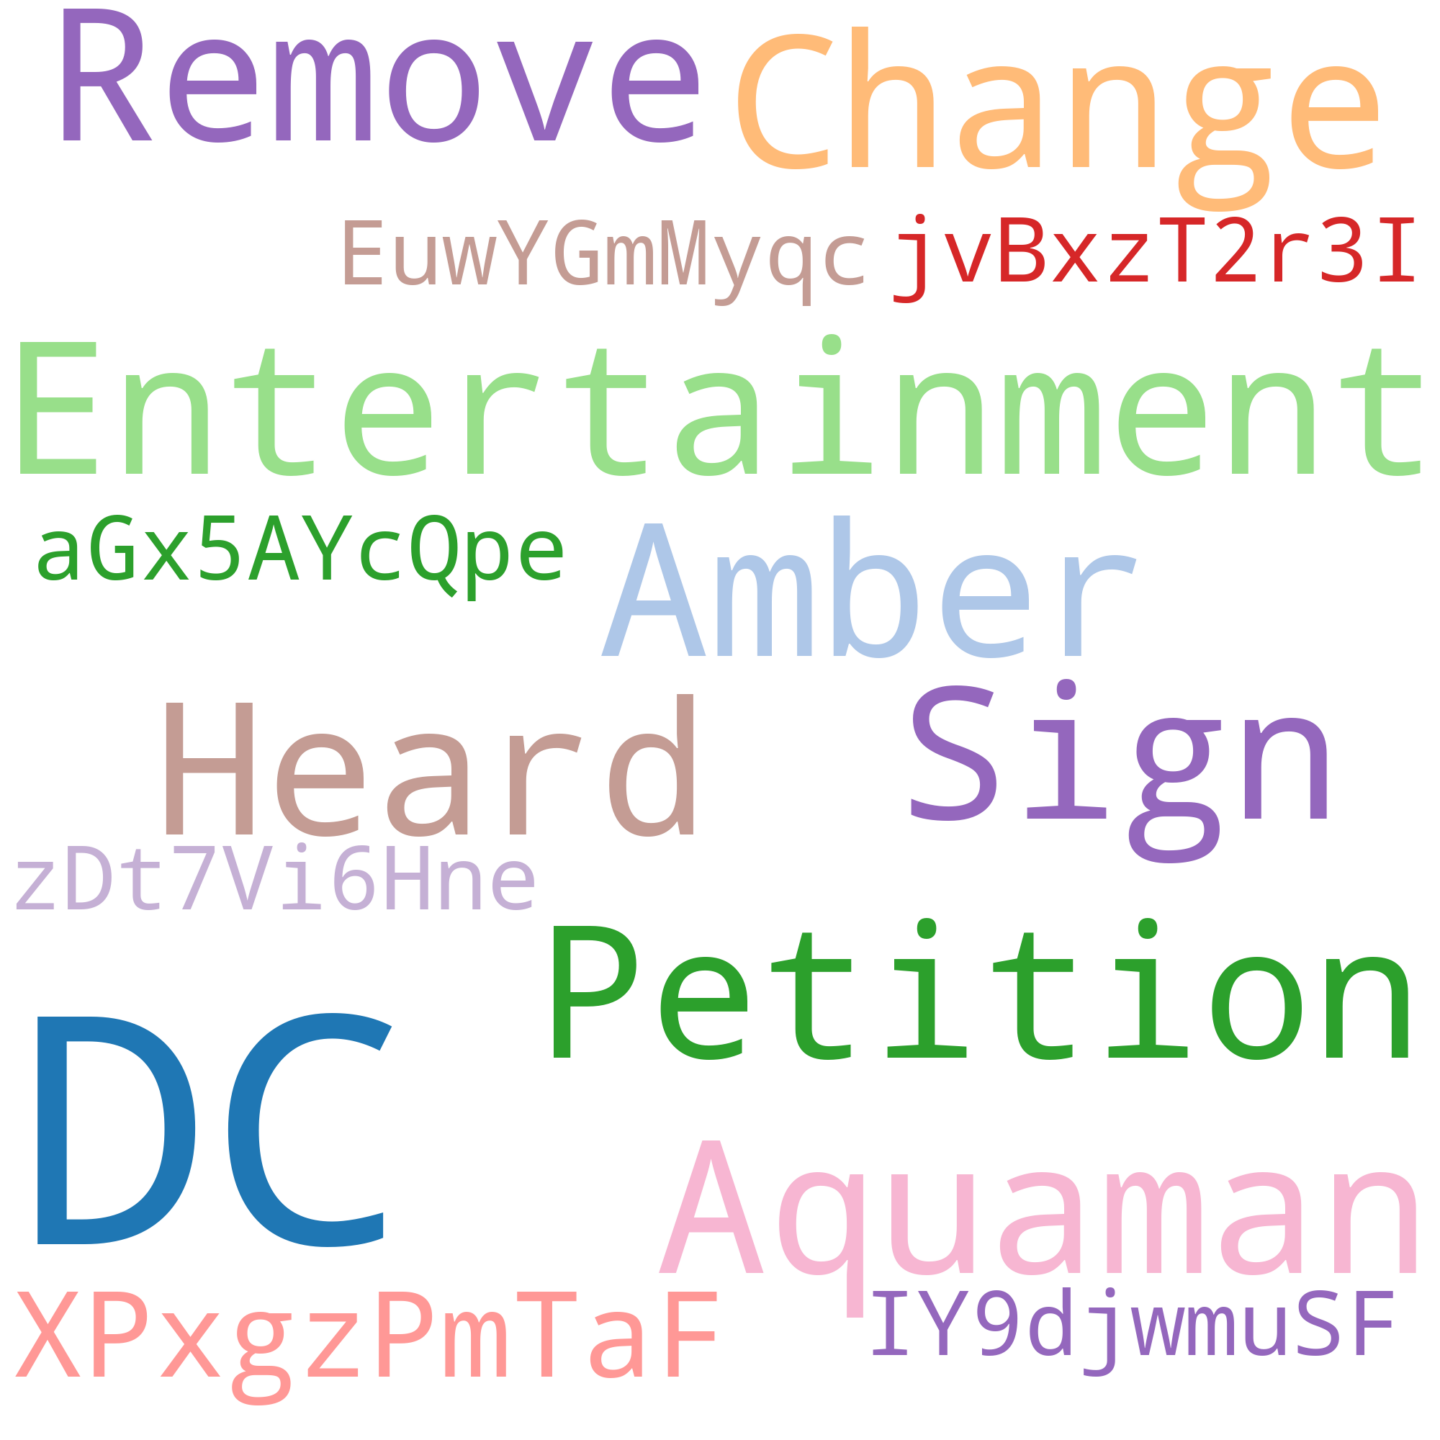 Remove Change
EuwYGmMyqc jvBxzT2r3I
Entertainment
aGx5AYcQpe Amber
Heard Sign
zDt7Vi6Hne
Petition
DC
Aquaman
XPxgzPmTaF IY9djwmuSF